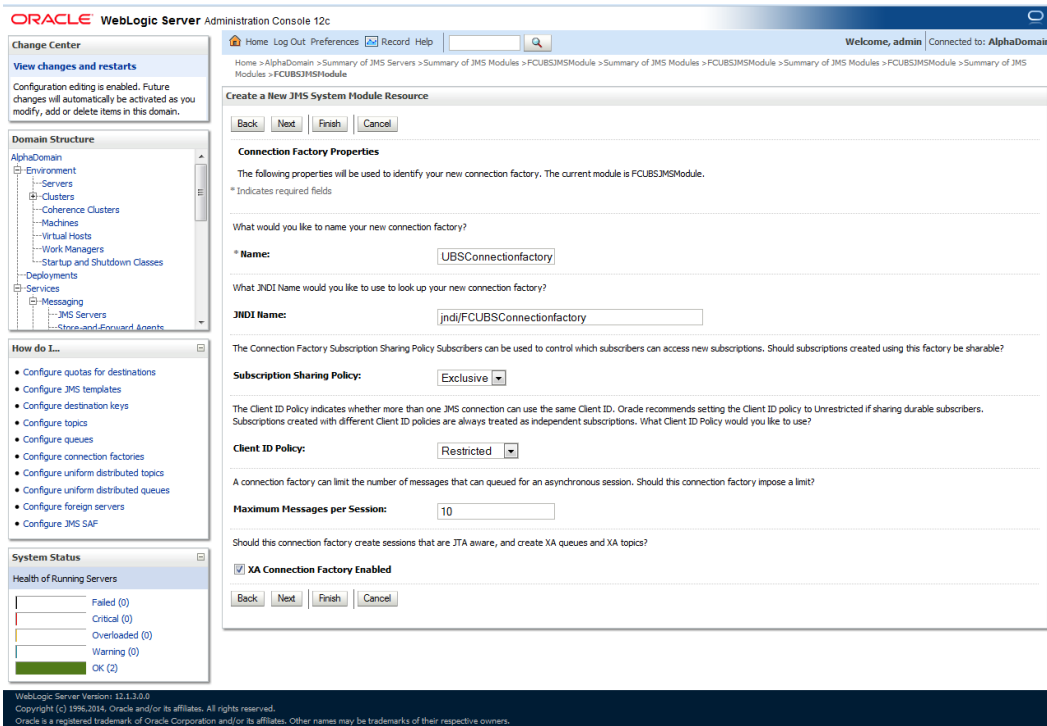 ORACLE WebLogic Server Administration Console 12c
Change Center
View changes and restarts
Configuration editing is enabled. Future
changes will automatically be activated as you
modify, add or delete items in this domain.
Domain Structure
AlphaDomain
Environment
Servers
Clusters
Coherence Clusters
Machines
Virtual Hosts
Work Managers
Startup and Shutdown Classes
Deployments
Services
Messaging
JMS Servers
Store-and-Forward Agents
How do I...
Configure quotas for destinations
Configure JMS templates
Configure destination keys
Configure topics
Configure queues
Configure connection factories
Configure uniform distributed topics
Configure uniform distributed queues
Configure foreign servers
Configure JMS SAF
System Status
Health of Running Servers
Failed (0)
Critical (0)
Overloaded (0)
Warning (0)
OK (2)
Home Log Out Preferences Record Help
Welcome, admin Connected to: AlphaDomain
Home >AlphaDomain >Summary of JMS Servers >Summary of JMS Modules >FCUBSJMSModule >Summary of JMS Modules >FCUBSJMSModule >Summary of JMS Modules >FCUBSJMSModule >Summary of JMS
Modules >FCUBSJMSModule
Create a New JMS System Module Resource
Back Next Finish Cancel
Connection Factory Properties
The following properties will be used to identify your new connection factory. The current module is FCUBSJMSModule.
* Indicates required fields
What would you like to name your new connection factory?
* Name: UBSConnectionfactory
What JNDI Name would you like to use to look up your new connection factory?
JNDI Name: jndi/FCUBSConnectionfactory
The Connection Factory Subscription Sharing Policy Subscribers can be used to control which subscribers can access new subscriptions. Should subscriptions created using this factory be sharable?
Subscription Sharing Policy: Exclusive
The Client ID Policy indicates whether more than one JMS connection can use the same Client ID. Oracle recommends setting the Client ID policy to Unrestricted if sharing durable subscribers.
Subscriptions created with different Client ID policies are always treated as independent subscriptions. What Client ID Policy would you like to use?
Client ID Policy: Restricted
A connection factory can limit the number of messages that can queued for an asynchronous session. Should this connection factory impose a limit?
Maximum Messages per Session: 10
Should this connection factory create sessions that are JTA aware, and create XA queues and XA topics?
XA Connection Factory Enabled
Back Next Finish Cancel
WebLogic Server Version: 12.1.3.0.0
Copyright (c) 1996,2014, Oracle and/or its affiliates. All rights reserved.
Oracle is a registered trademark of Oracle Corporation and/or its affiliates. Other names may be trademarks of their respective owners.